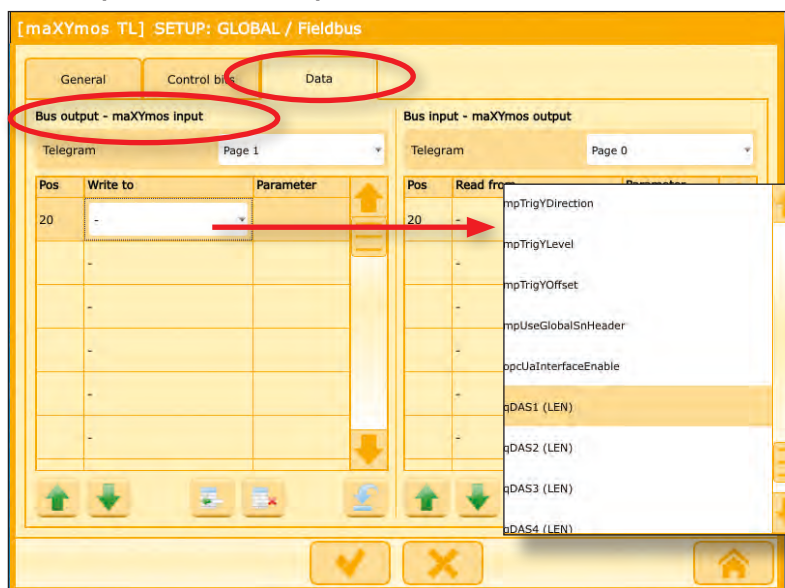 [maXYmos TL] SETUP: GLOBAL / Fieldbus
General Control bits Data
Bus output - maXYmos input
Telegram Page 1
Pos Write to Parameter
20 -
-
-
-
-
-
Bus input - maXYmos output
Telegram Page 0
Pos Read from Parameter
20 -
-
-
-
-
-
mpTrigYDirection
mpTrigYLevel
mpTrigYOffset
mpUseGlobalSnHeader
opcUaInterfaceEnable
qDAS1 (LEN)
qDAS2 (LEN)
qDAS3 (LEN)
qDAS4 (LEN)